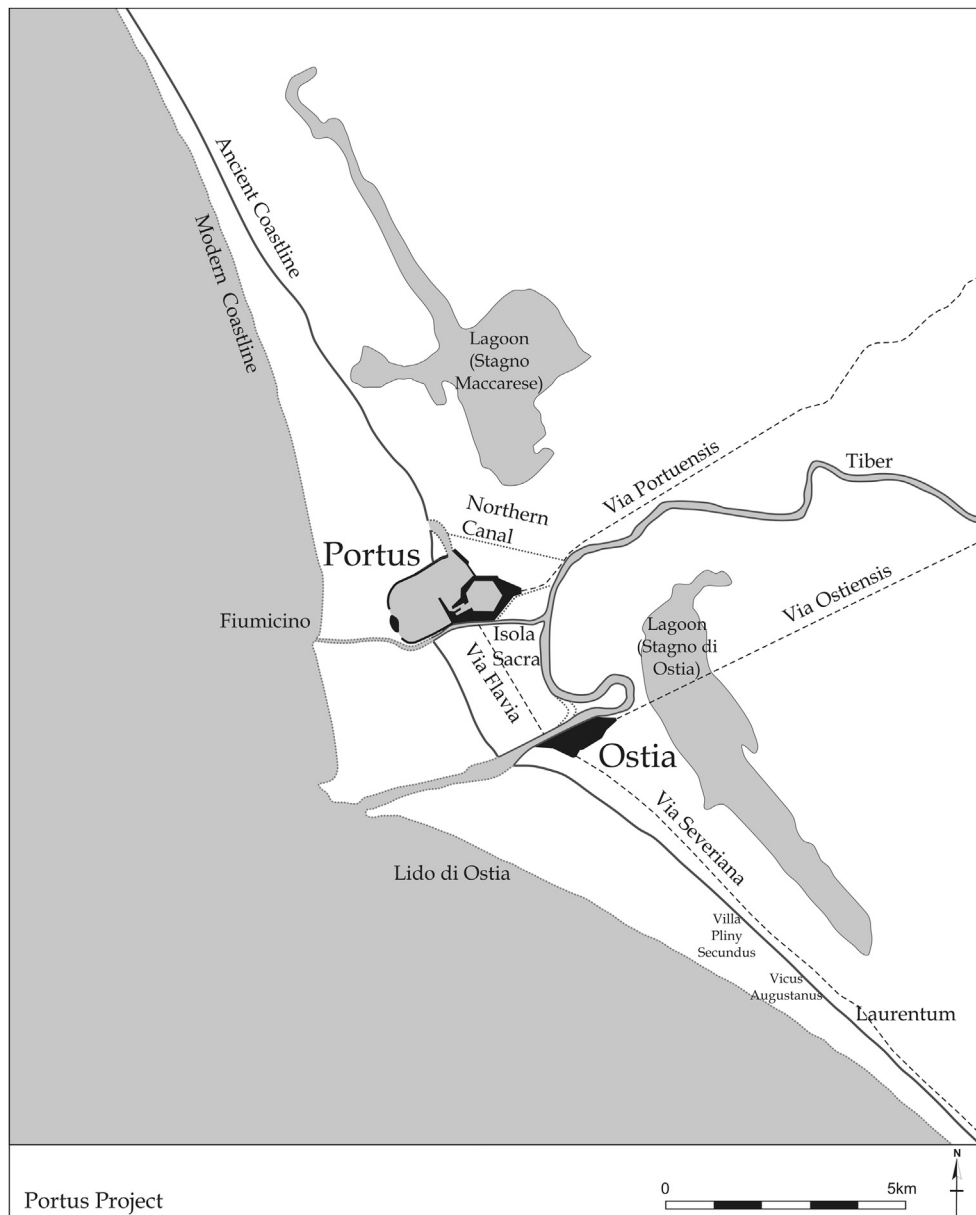 Ancient Coastline
Modern Coastline
Lagoon
(Stagno
Maccarese)
Via Portuensis
Tiber
Northern
Canal
Portus
Via Ostiensis
Fiumicino
Isola
Sacra
Lagoon
(Stagno di
Ostia)
Via Flavia
Ostia
Via Severiana
Lido di Ostia
Villa
Pliny
Secundus
Vicus
Augustanus
Laurentum
N
Portus Project
0 5km